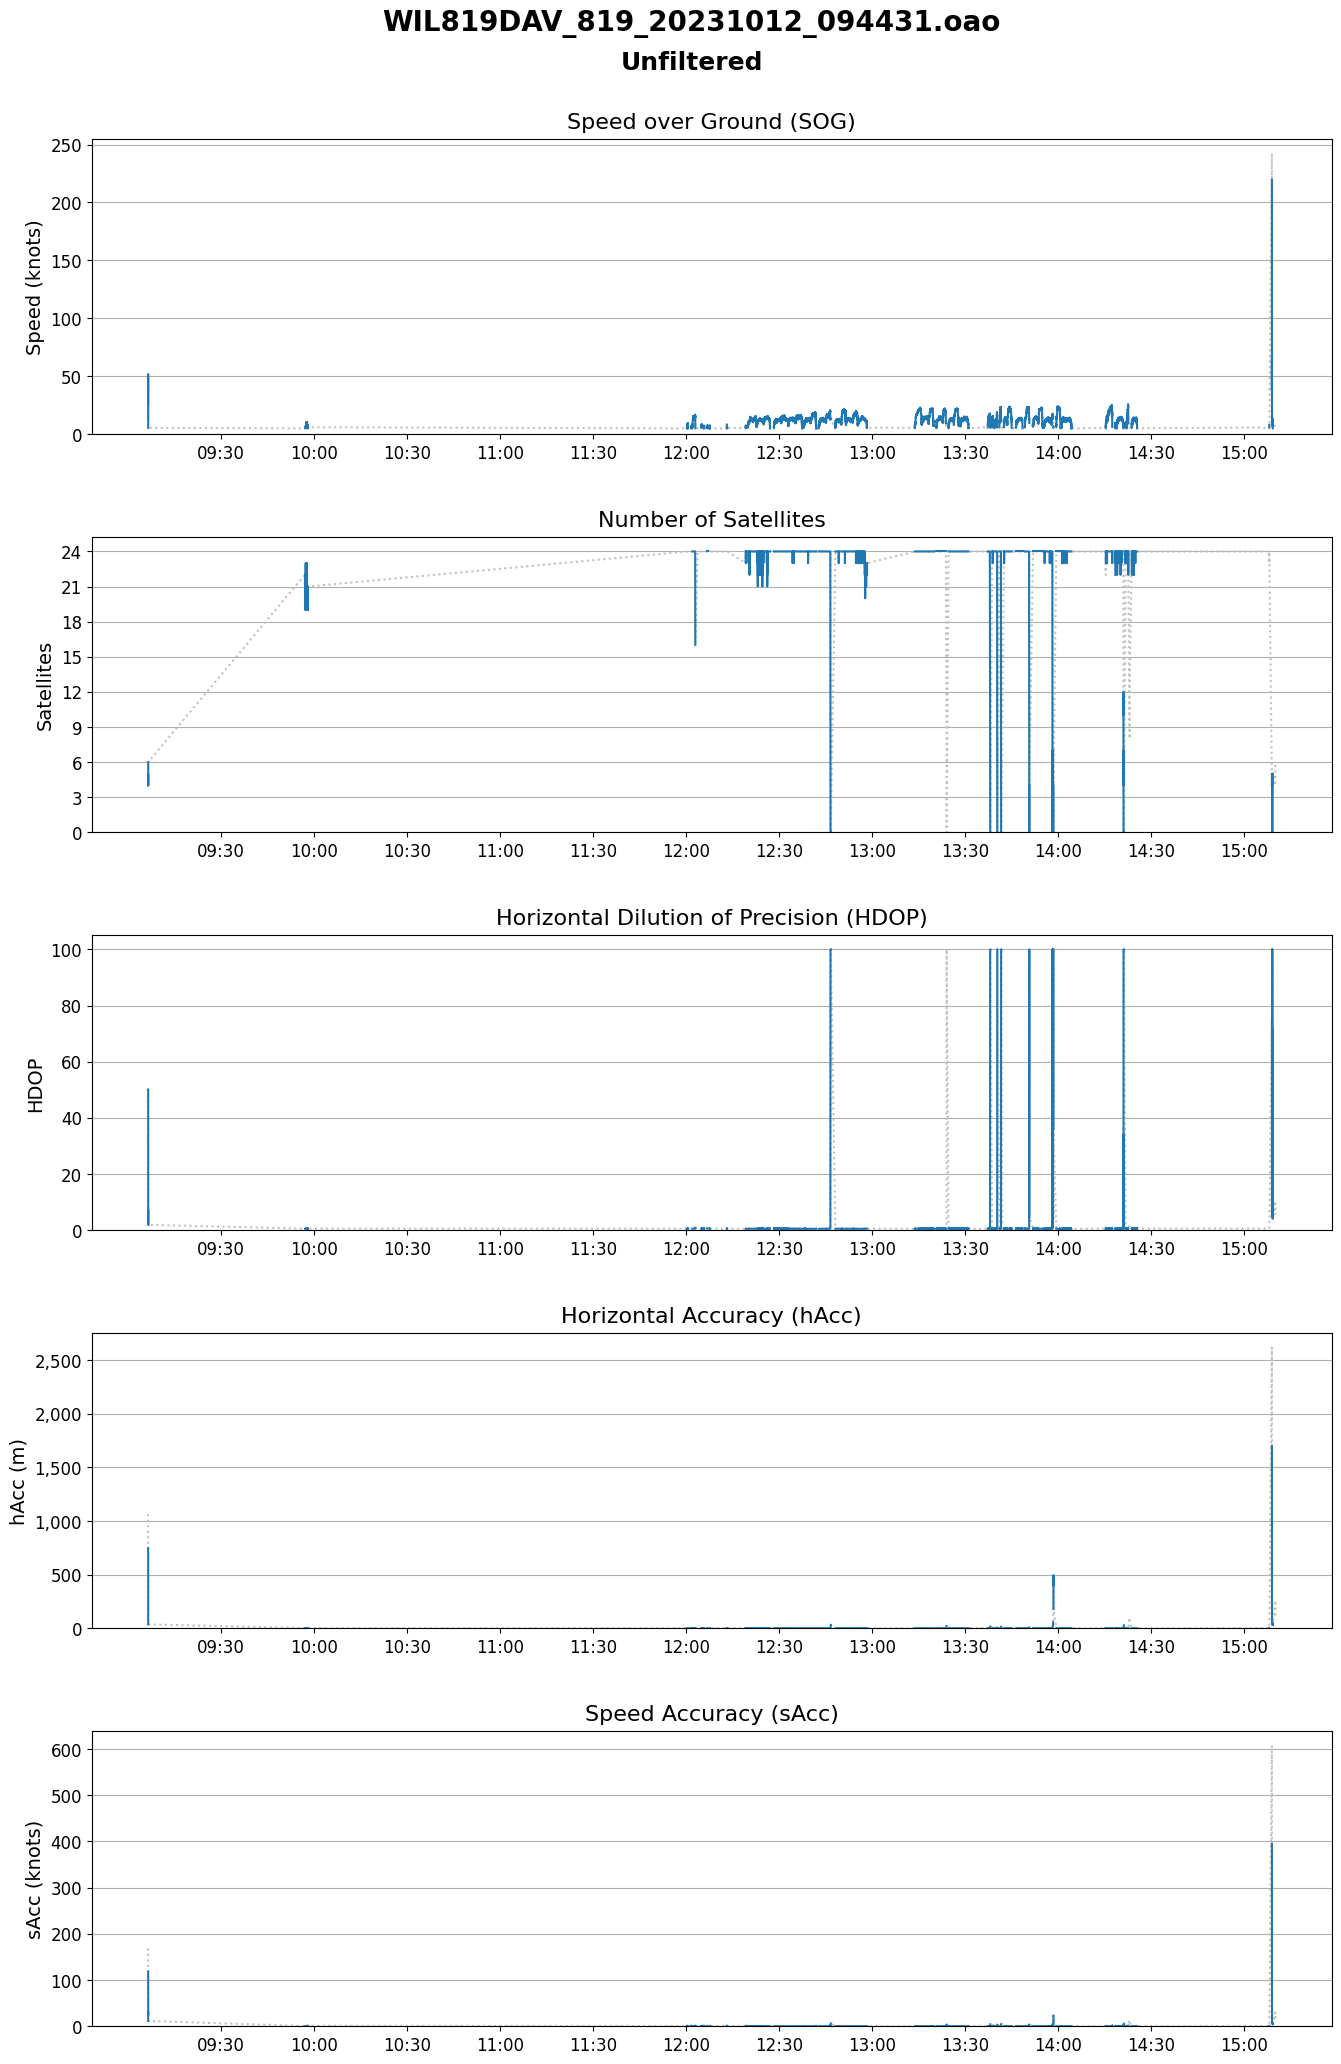 WIL819DAV_819_20231012_094431.oao
Unfiltered
Speed over Ground (SOG)
250
200
150
100
50
0
Speed (knots)
09:30 10:00 10:30 11:00 11:30 12:00 12:30 13:00 13:30 14:00 14:30 15:00
Number of Satellites
24
21
18
15
12
9
6
3
0
Satellites
09:30 10:00 10:30 11:00 11:30 12:00 12:30 13:00 13:30 14:00 14:30 15:00
Horizontal Dilution of Precision (HDOP)
100
80
60
40
20
0
HDOP
09:30 10:00 10:30 11:00 11:30 12:00 12:30 13:00 13:30 14:00 14:30 15:00
Horizontal Accuracy (hAcc)
2,500
2,000
1,500
1,000
500
0
hAcc (m)
09:30 10:00 10:30 11:00 11:30 12:00 12:30 13:00 13:30 14:00 14:30 15:00
Speed Accuracy (sAcc)
600
500
400
300
200
100
0
sAcc (knots)
09:30 10:00 10:30 11:00 11:30 12:00 12:30 13:00 13:30 14:00 14:30 15:00